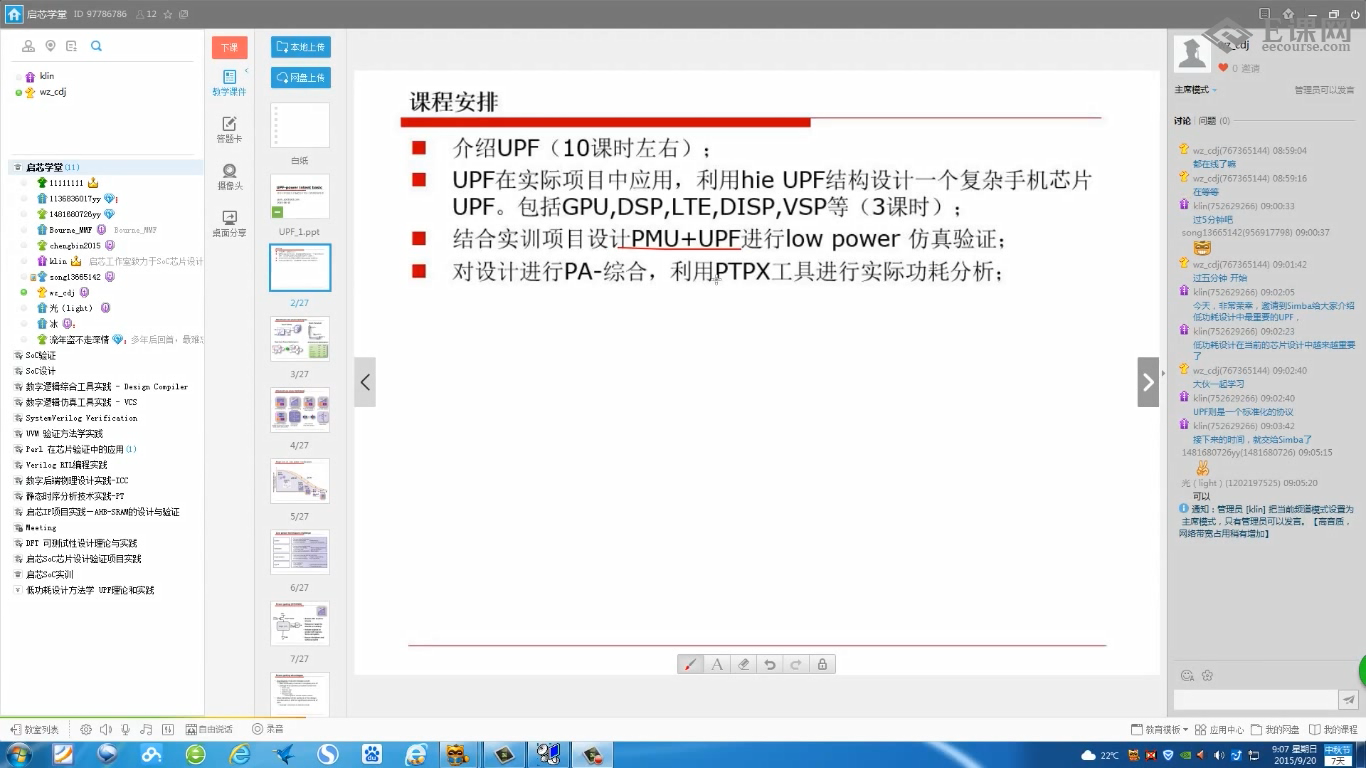 启芯学堂 ID 97786786 12
E课网
eecourse.com
klin
wz_cdj
启芯学堂 (11)
11111111
1136836017yy
1481680726yy
Bourne_MMF Bourne_MMF
chengbin2015
klin 启芯工作室致力于SoC芯片设计
song13665142
wz_cdj
光 (light)
冰
流年盗不走深情 多年后回首，最难
SoC验证
SoC设计
数字逻辑综合工具实践 - Design Compiler
数字逻辑仿真工具实践 - VCS
SystemVerilog Verification
UVM 验证方法学实践
Perl 在芯片验证中的应用 (1)
Verilog RTL编程实践
数字后端物理设计实践-ICC
静态时序分析技术实践-PT
启芯IP项目实践—AHB-SRAM的设计与验证
Meeting
DFT 可测试性设计理论与实践
启芯SoC芯片设计验证项目实践
启芯SoC实训
低功耗设计方法学 UPF理论和实践
下课
教学课件
答题卡
摄像头
桌面分享
本地上传
网盘上传
白纸
UPF_1.ppt
2/27
3/27
4/27
5/27
6/27
7/27
课程安排
介绍UPF（10课时左右）；
UPF在实际项目中应用，利用hie UPF结构设计一个复杂手机芯片
UPF。包括GPU,DSP,LTE,DISP,VSP等（3课时）；
结合实训项目设计PMU+UPF进行low power 仿真验证；
对设计进行PA-综合，利用PTPX工具进行实际功耗分析；
wz_cdj
0 邀请
主席模式 管理员可以发言
讨论 问题 (0)
wz_cdj(767365144) 08:59:04
都在线了嘛
wz_cdj(767365144) 08:59:16
在等等
klin(752629266) 09:00:33
过5分钟吧
song13665142(956917798) 09:00:37
wz_cdj(767365144) 09:01:42
过五分钟 开始
klin(752629266) 09:02:05
今天，非常荣幸，邀请到Simba给大家介绍
低功耗设计中最重要的UPF，
klin(752629266) 09:02:23
低功耗设计在当前的芯片设计中越来越重要
了
wz_cdj(767365144) 09:02:40
大伙一起学习
klin(752629266) 09:02:40
UPF则是一个标准化的协议
klin(752629266) 09:03:42
接下来的时间，就交给Simba了
1481680726yy(1481680726) 09:05:15
光 ( light ) (1202197525) 09:05:20
可以
通知：管理员 [klin] 把当前频道模式设置为
主席模式，只有管理员可以发言。【高音质，
网络带宽占用稍有增加】
教室列表 自由说话 录音
教育模板 应用中心 我的网盘 我的课程
22℃
9:07 星期日
2015/9/20
中秋节
7天